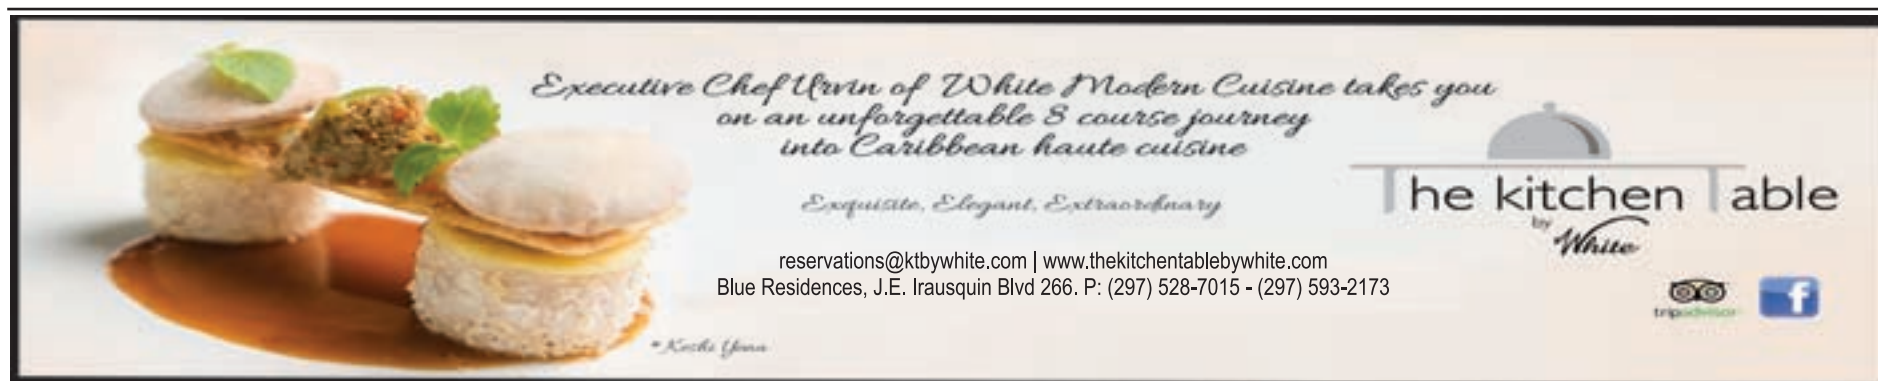 Executive Chef Urvin of White Modern Cuisine takes you
on an unforgettable 8 course journey
into Caribbean haute cuisine
Exquisite, Elegant, Extraordinary
reservations@ktbywhite.com | www.thekitchentablebywhite.com
Blue Residences, J.E. Irausquin Blvd 266. P: (297) 528-7015 - (297) 593-2173
*Keshi Yena
The kitchen Table
by
White
tripadvisor
f